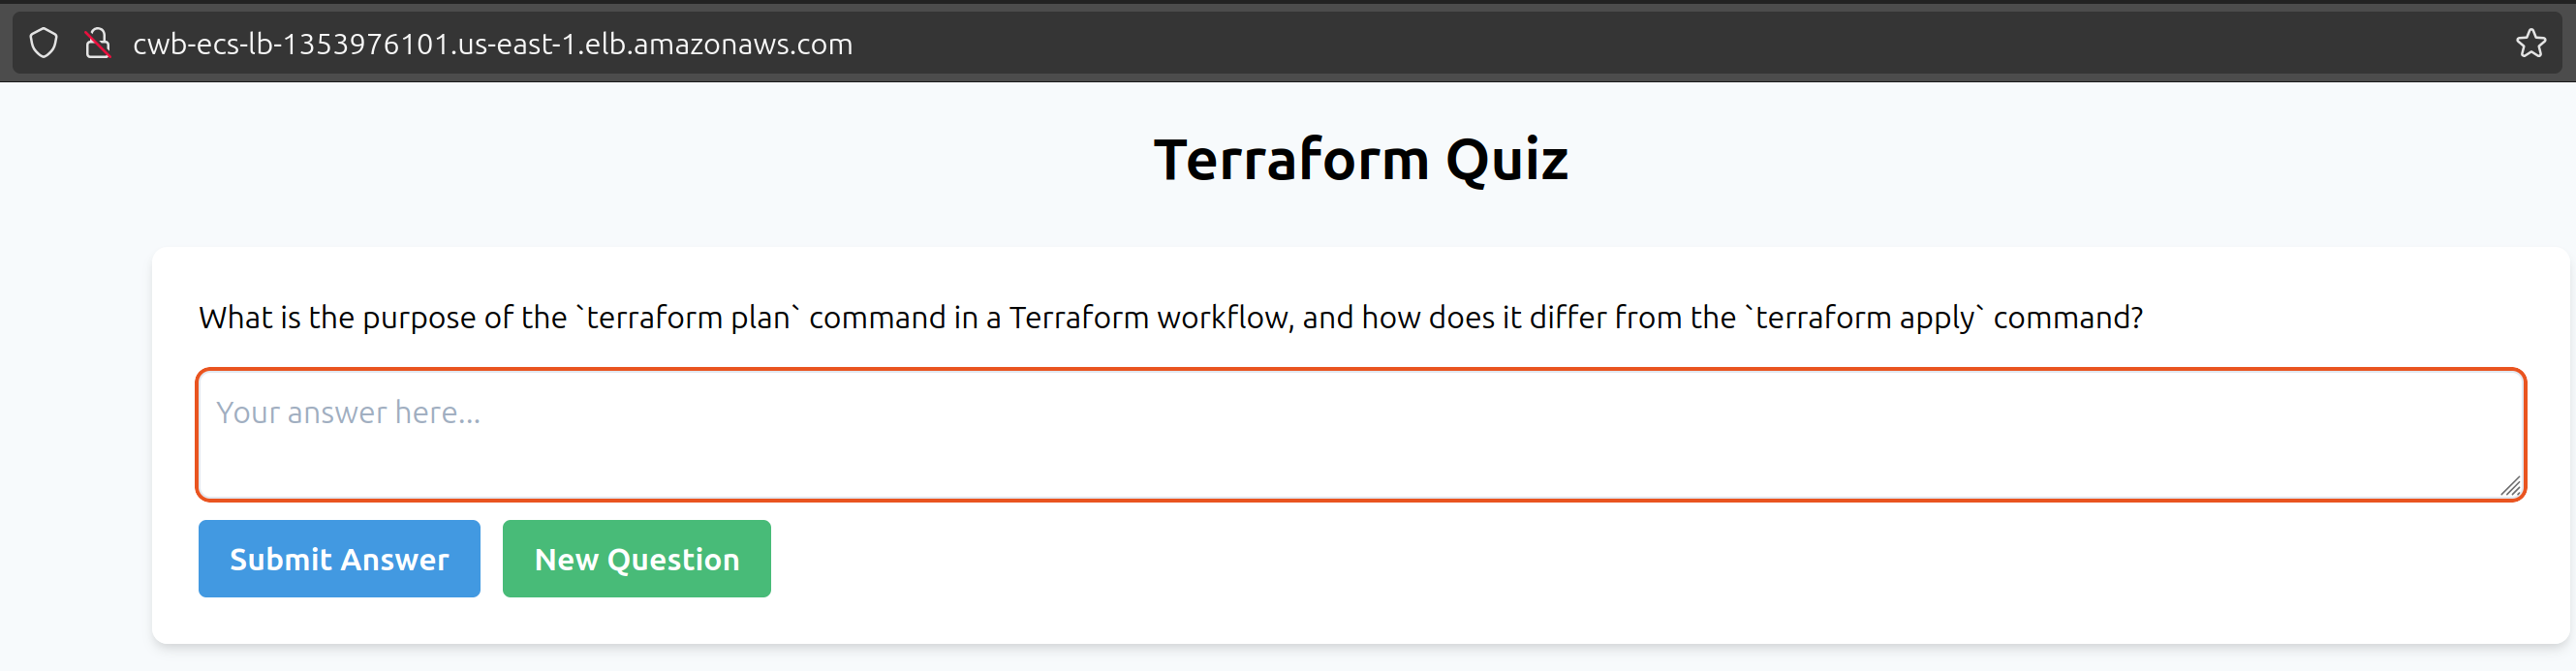 cwb-ecs-lb-1353976101.us-east-1.elb.amazonaws.com
Terraform Quiz
What is the purpose of the `terraform plan` command in a Terraform workflow, and how does it differ from the `terraform apply` command?
Your answer here...
Submit Answer New Question